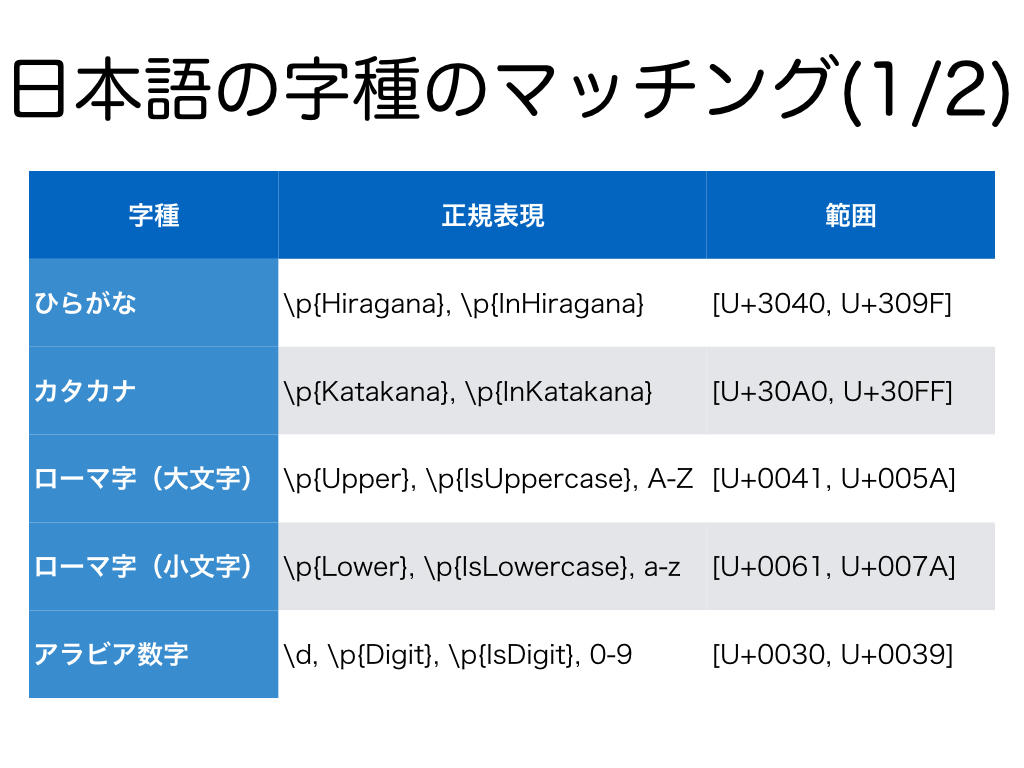 日本語の字種のマッチング(1/2)
字種 正規表現 範囲
ひらがな \p{Hiragana}, \p{InHiragana} [U+3040, U+309F]
カタカナ \p{Katakana}, \p{InKatakana} [U+30A0, U+30FF]
ローマ字（大文字） \p{Upper}, \p{IsUppercase}, A-Z [U+0041, U+005A]
ローマ字（小文字） \p{Lower}, \p{IsLowercase}, a-z [U+0061, U+007A]
アラビア数字 \d, \p{Digit}, \p{IsDigit}, 0-9 [U+0030, U+0039]